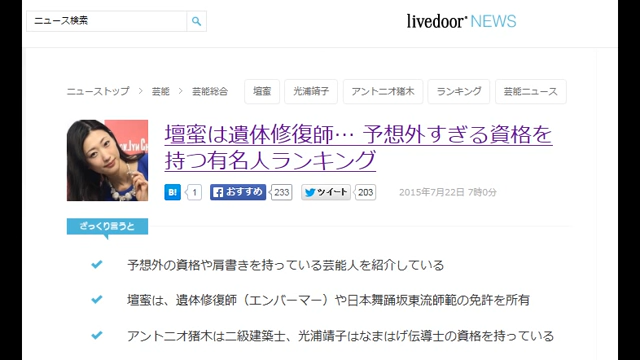 ニュース検索
livedoor NEWS
ニューストップ > 芸能 > 芸能総合 壇蜜 光浦靖子 アントニオ猪木 ランキング 芸能ニュース
壇蜜は遺体修復師… 予想外すぎる資格を
持つ有名人ランキング
B! 1 おすすめ 233 ツイート 203 2015年7月22日 7時0分
ざっくり言うと
予想外の資格や肩書きを持っている芸能人を紹介している
壇蜜は、遺体修復師（エンバーマー）や日本舞踊坂東流師範の免許を所有
アントニオ猪木は二級建築士、光浦靖子はなまはげ伝導士の資格を持っている